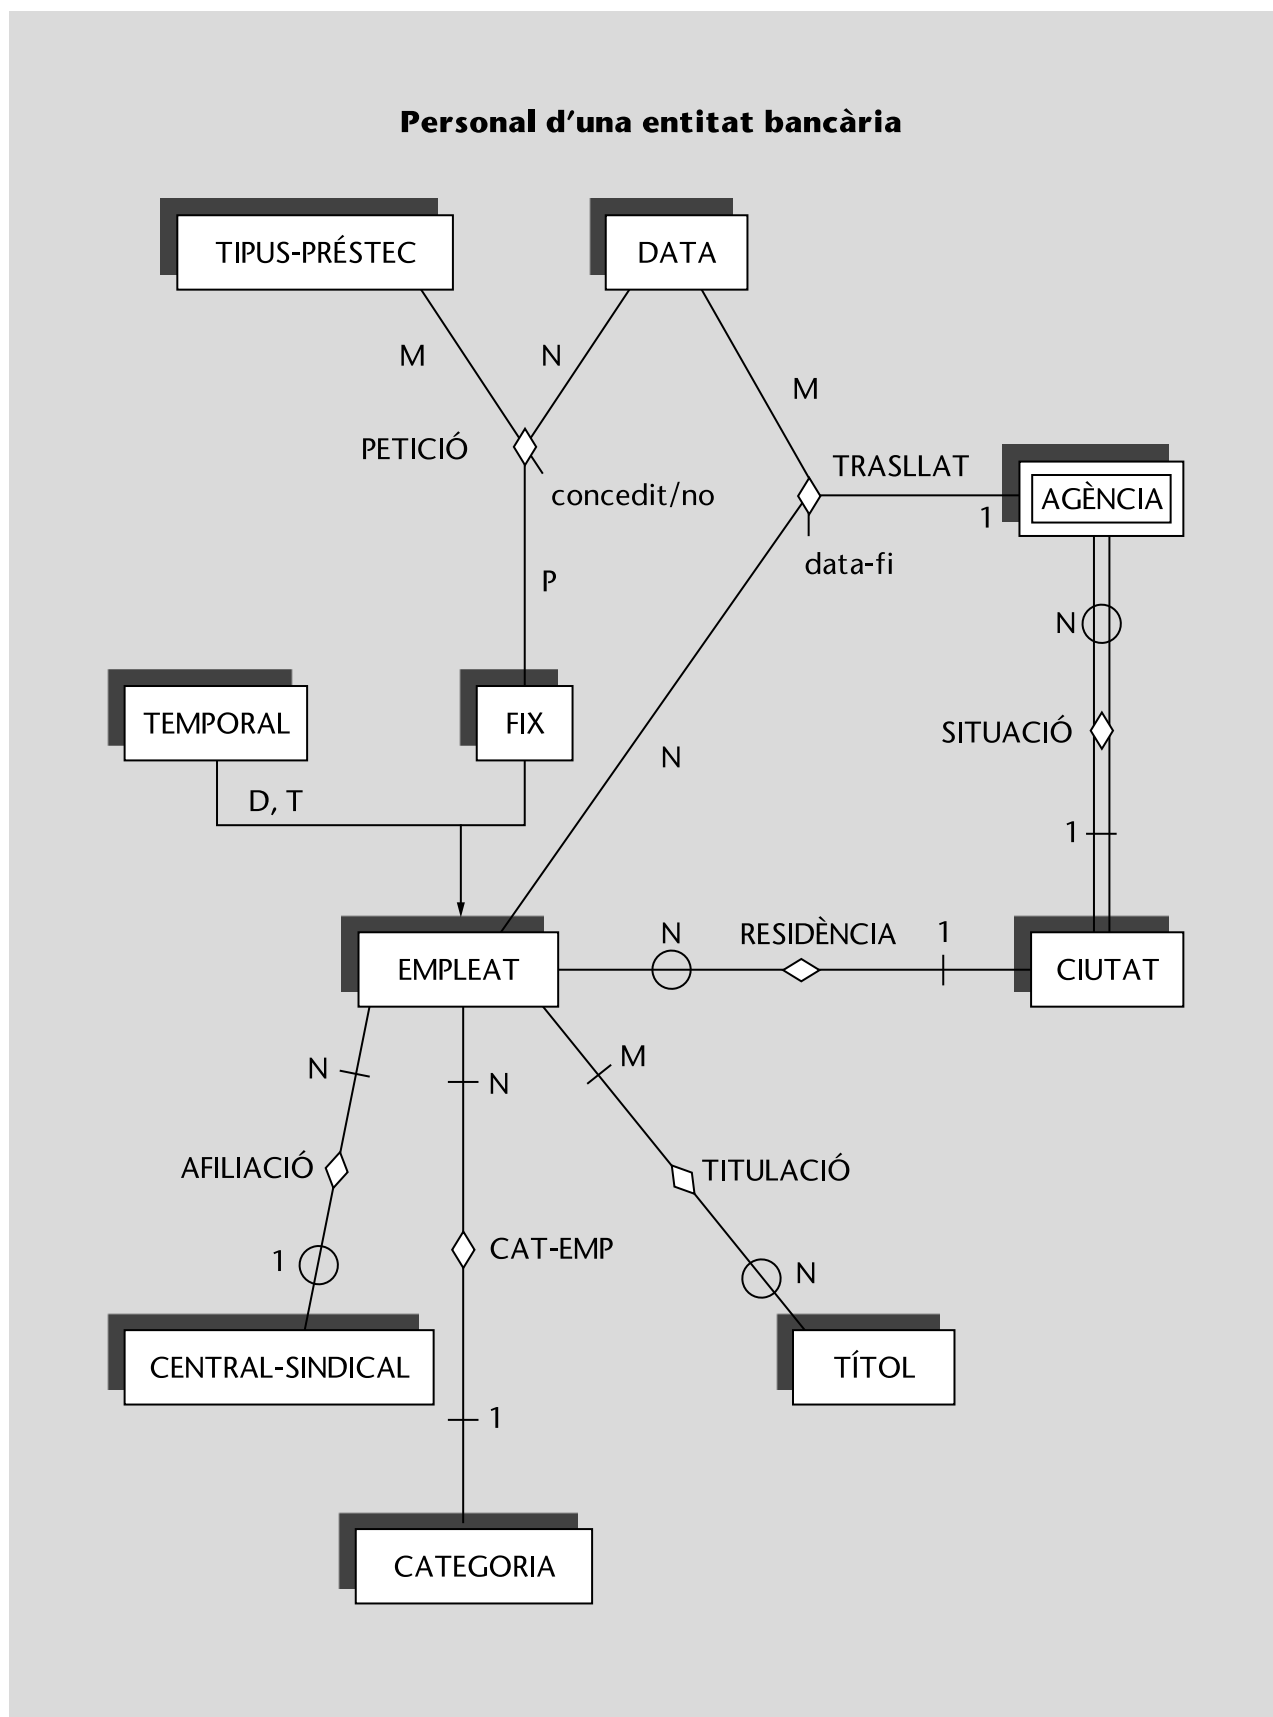 Personal d'una entitat bancària
TIPUS-PRÉSTEC
DATA
M
N
M
PETICIÓ
TRASLLAT
concedit/no
1
AGÈNCIA
data-fi
P
N
TEMPORAL
FIX
SITUACIÓ
N
D, T
1
N
RESIDÈNCIA
1
EMPLEAT
CIUTAT
N
N
M
AFILIACIÓ
TITULACIÓ
1
CAT-EMP
N
CENTRAL-SINDICAL
TÍTOL
1
CATEGORIA